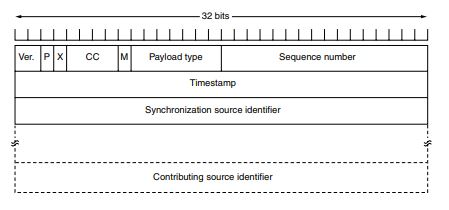 32 bits
Ver. P X CC M Payload type Sequence number
Timestamp
Synchronization source identifier
Contributing source identifier